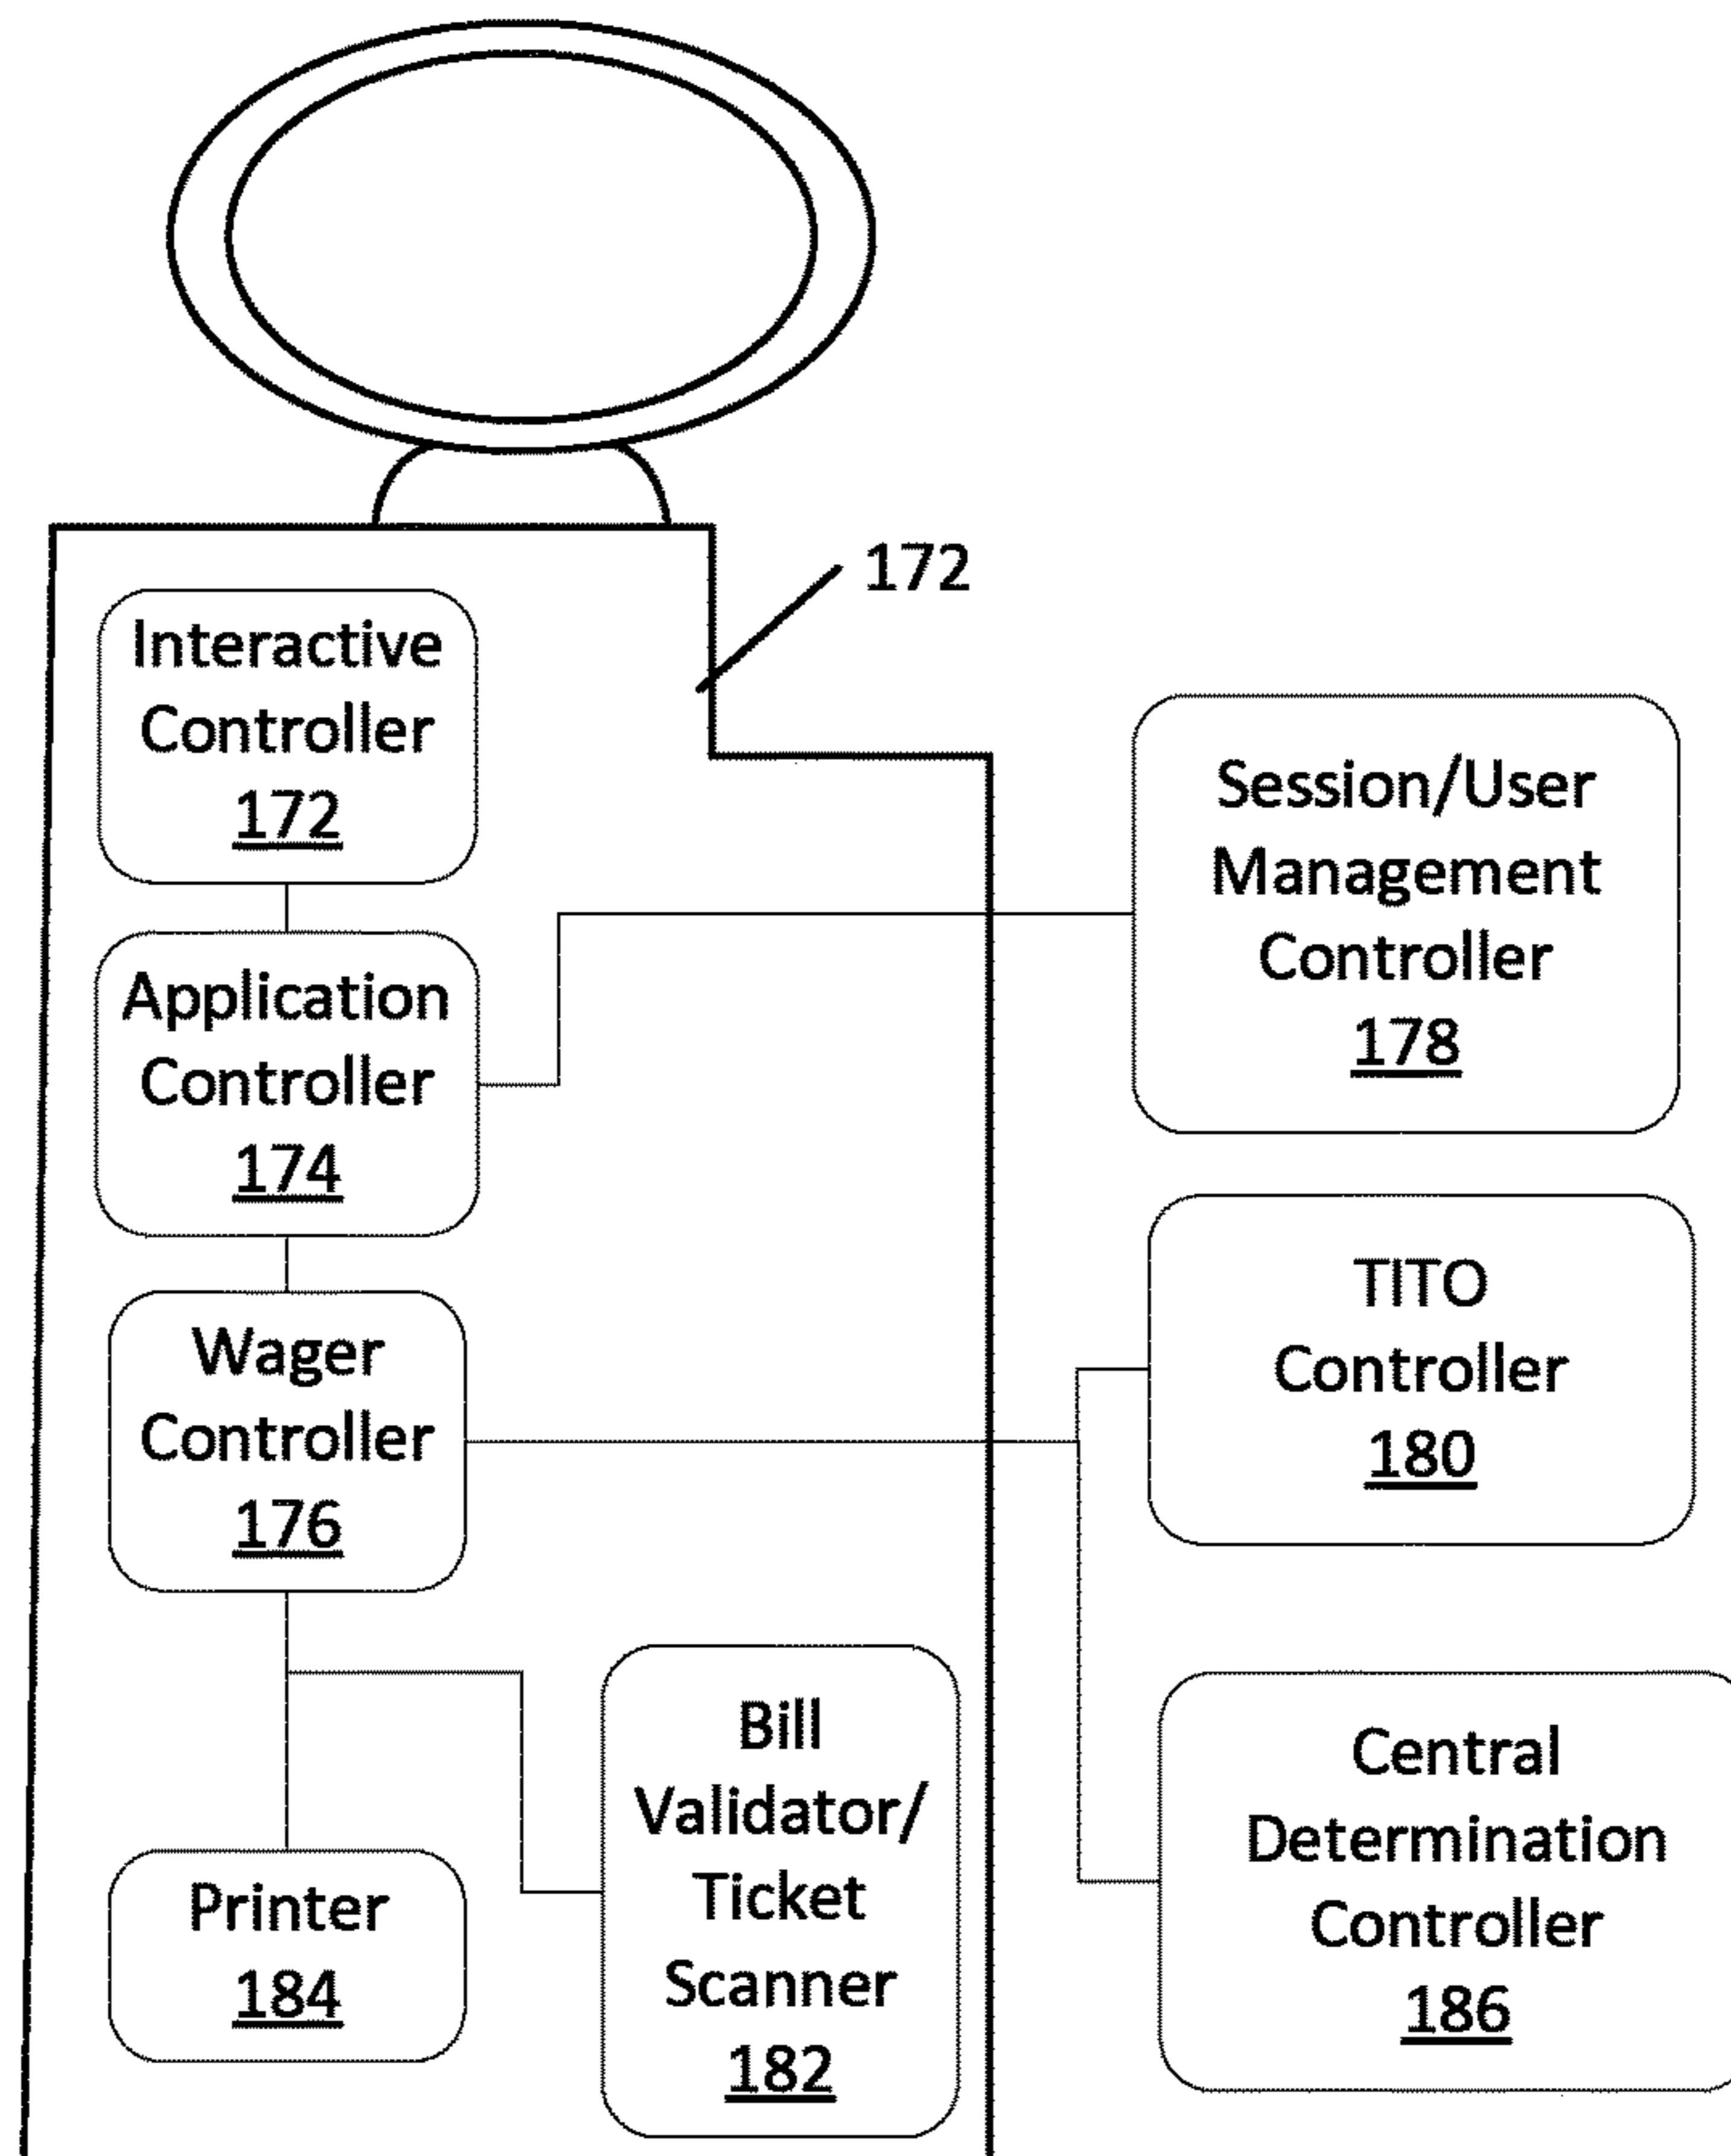 172
Interactive
Controller
172
Application
Controller
174
Wager
Controller
176
Printer
184
Bill
Validator/
Ticket
Scanner
182
Session/User
Management
Controller
178
TITO
Controller
180
Central
Determination
Controller
186